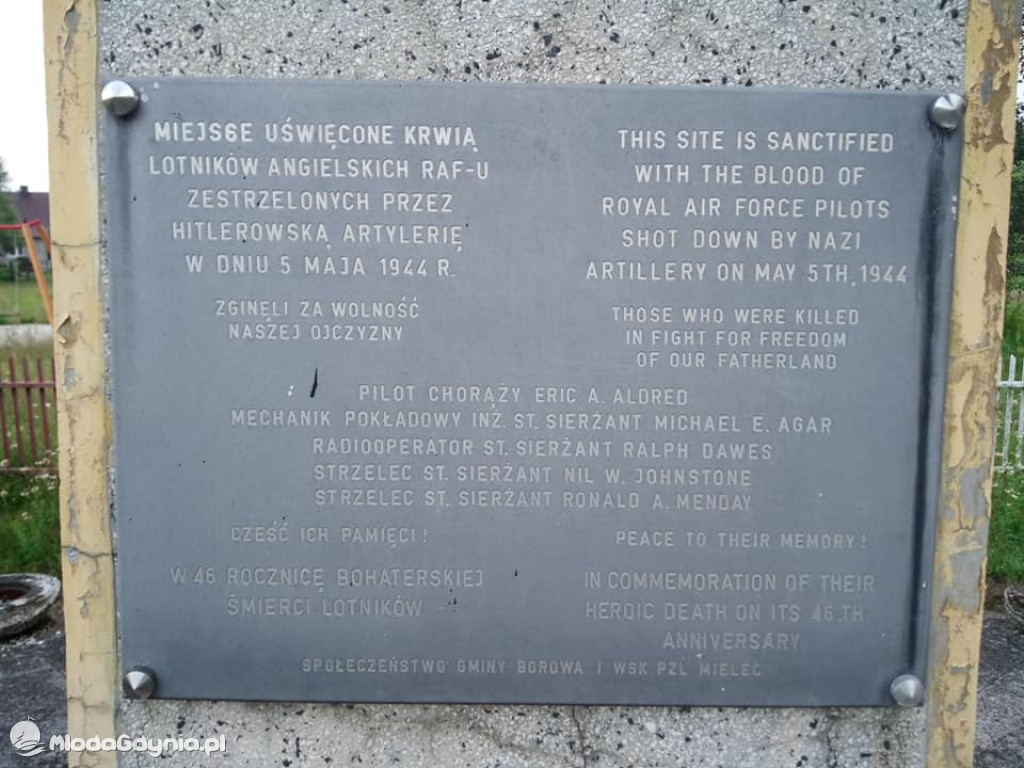 MIEJSCE UŚWIĘCONE KRWIĄ
LOTNIKÓW ANGIELSKICH RAF-U
ZESTRZELONYCH PRZEZ
HITLEROWSKĄ ARTYLERIĘ
W DNIU 5 MAJA 1944 R.
ZGINĘLI ZA WOLNOŚĆ
NASZEJ OJCZYZNY
THIS SITE IS SANCTIFIED
WITH THE BLOOD OF
ROYAL AIR FORCE PILOTS
SHOT DOWN BY NAZI
ARTILLERY ON MAY 5TH, 1944
THOSE WHO WERE KILLED
IN FIGHT FOR FREEDOM
OF OUR FATHERLAND
PILOT CHORĄŻY ERIC A. ALDRED
MECHANIK POKŁADOWY INŻ. ST. SIERŻANT MICHAEL E. AGAR
RADIOOPERATOR ST. SIERŻANT RALPH DAWES
STRZELEC ST. SIERŻANT NIL W. JOHNSTONE
STRZELEC ST. SIERŻANT RONALD A. MENDAY
CZEŚĆ ICH PAMIĘCI!
W 46 ROCZNICĘ BOHATERSKIEJ
ŚMIERCI LOTNIKÓW
PEACE TO THEIR MEMORY!
IN COMMEMORATION OF THEIR
HEROIC DEATH ON ITS 46 TH
ANNIVERSARY
SPOŁECZEŃSTWO GMINY BOROWA I WSK PZL MIELEC
MlodaGdynia.pl